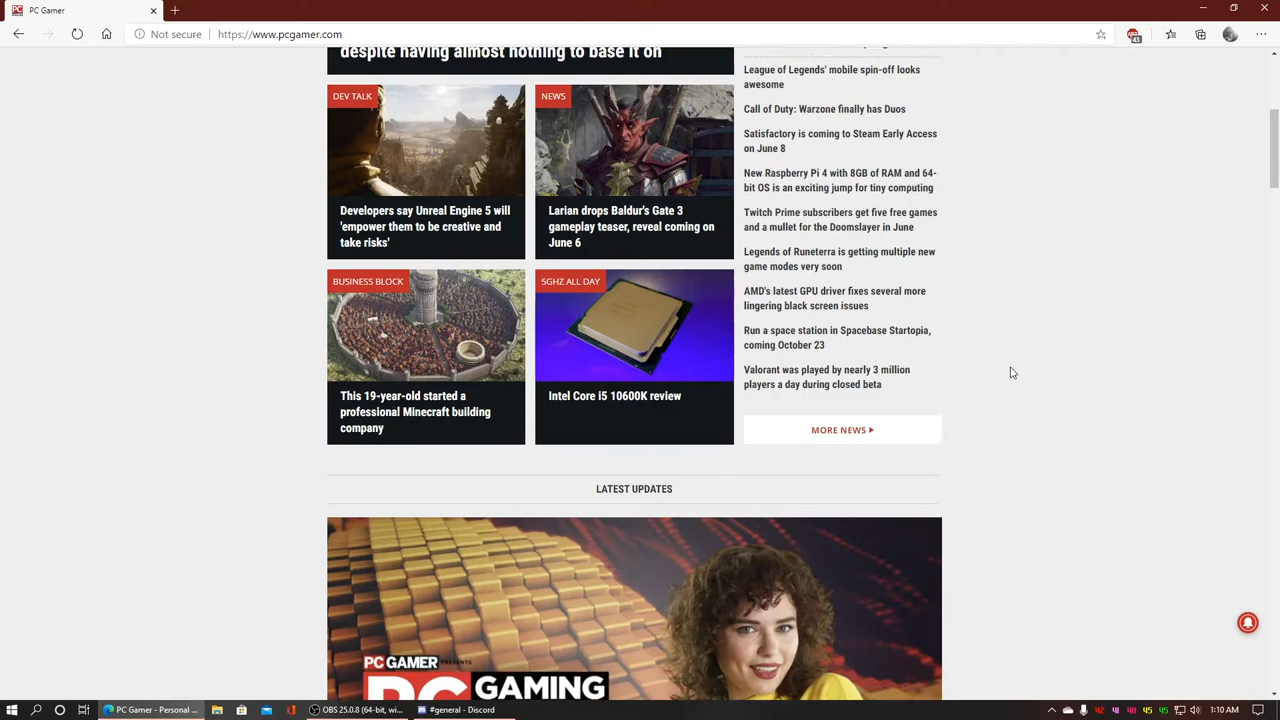 PC Gamer
Not secure
https://www.pcgamer.com
despite having almost nothing to base it on
DEV TALK
Developers say Unreal Engine 5 will
'empower them to be creative and
take risks'
NEWS
Larian drops Baldur's Gate 3
gameplay teaser, reveal coming on
June 6
BUSINESS BLOCK
This 19-year-old started a
professional Minecraft building
company
5GHZ ALL DAY
Intel Core i5 10600K review
League of Legends' mobile spin-off looks
awesome
Call of Duty: Warzone finally has Duos
Satisfactory is coming to Steam Early Access
on June 8
New Raspberry Pi 4 with 8GB of RAM and 64-
bit OS is an exciting jump for tiny computing
Twitch Prime subscribers get five free games
and a mullet for the Doomslayer in June
Legends of Runeterra is getting multiple new
game modes very soon
AMD's latest GPU driver fixes several more
lingering black screen issues
Run a space station in Spacebase Startopia,
coming October 23
Valorant was played by nearly 3 million
players a day during closed beta
MORE NEWS
LATEST UPDATES
PC GAMER PRESENTS
PC GAMING
PC Gamer - Personal ...
OBS 25.0.8 (64-bit, wi...
#general - Discord
1:10 AM